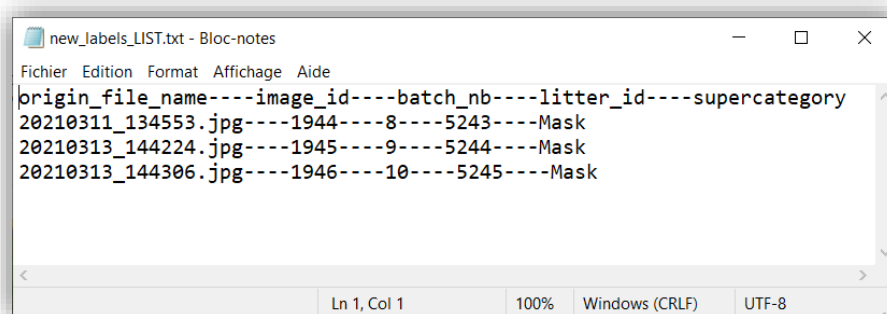 new_labels_LIST.txt - Bloc-notes
Fichier Edition Format Affichage Aide
origin_file_name----image_id----batch_nb----litter_id----supercategory
20210311_134553.jpg----1944----8----5243----Mask
20210313_144224.jpg----1945----9----5244----Mask
20210313_144306.jpg----1946----10----5245----Mask
Ln 1, Col 1 100% Windows (CRLF) UTF-8